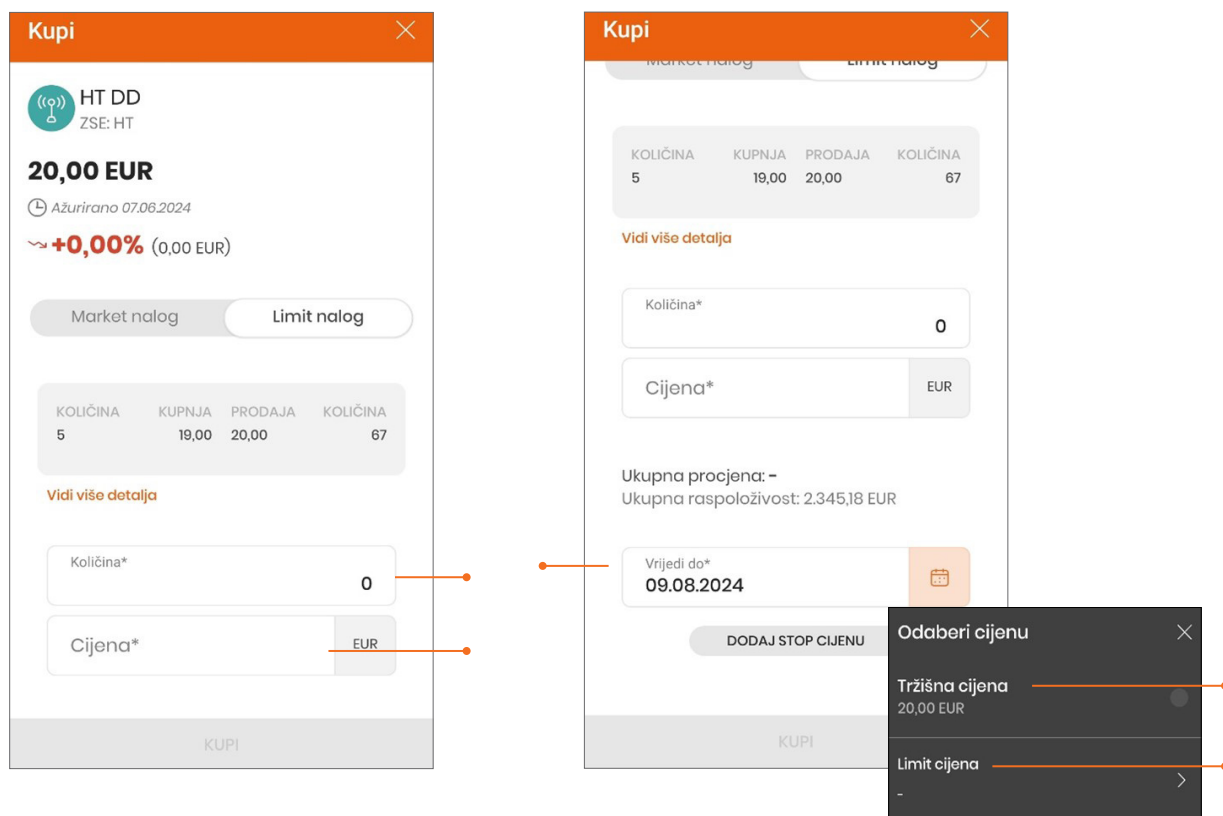 Kupi
HT DD
ZSE: HT
20,00 EUR
Ažurirano 07.06.2024
+0,00% (0,00 EUR)
Market nalog Limit nalog
KOLIČINA KUPNJA PRODAJA KOLIČINA
5 19,00 20,00 67
Vidi više detalja
Količina*
0
Cijena* EUR
KUPI
Kupi
Market nalog Limit nalog
KOLIČINA KUPNJA PRODAJA KOLIČINA
5 19,00 20,00 67
Vidi više detalja
Količina*
0
Cijena* EUR
Ukupna procjena: -
Ukupna raspoloživost: 2.345,18 EUR
Vrijedi do*
09.08.2024
DODAJ STOP CIJENU
KUPI
Odaberi cijenu
Tržišna cijena
20,00 EUR
Limit cijena
-